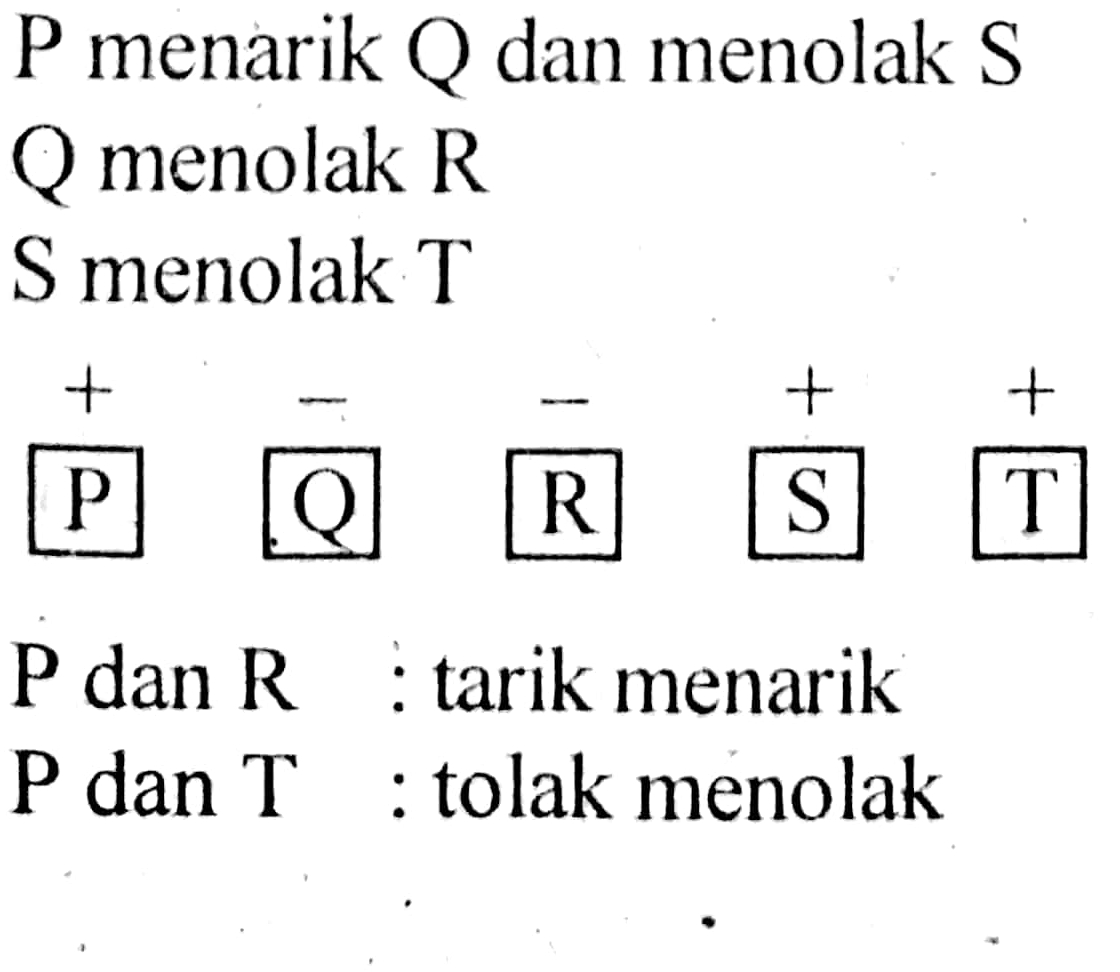 P menarik Q dan menolak S
Q menolak R
S menolak T
+ − − + +
P Q R S T
P dan R : tarik menarik
P dan T : tolak menolak